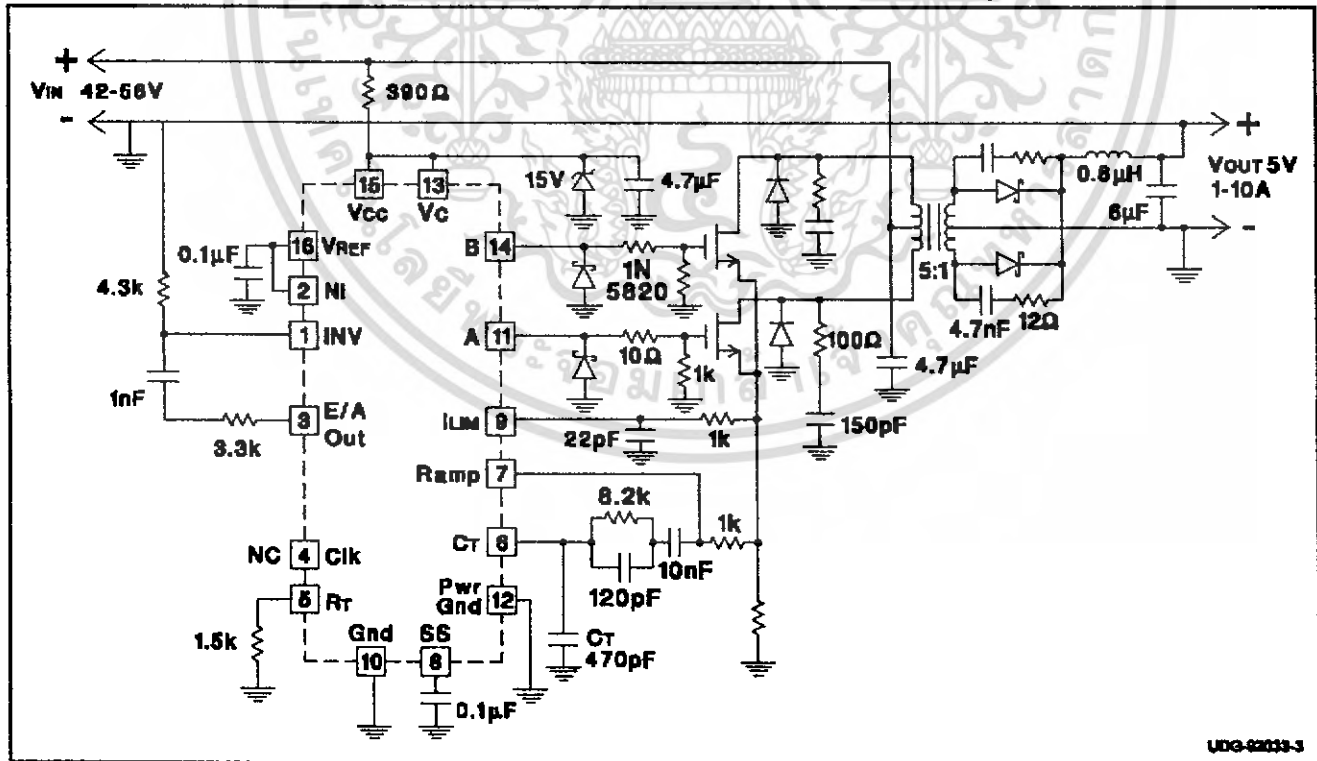 +
VIN 42-56V
-
390Ω
+
VOUT 5V
1-10A
-
0.8µH
6µF
15
VCC
13
VC
15V
4.7µF
16
VREF
0.1µF
2
NI
4.3k
1
INV
1nF
3
E/A
Out
3.3k
B
14
1N
5820
A
11
10Ω
1k
5:1
4.7nF
12Ω
100Ω
4.7µF
150pF
ILIM
9
22pF
1k
Ramp
7
8.2k
CT
6
120pF
10nF
1k
NC
4
Clk
5
RT
1.5k
Pwr
Gnd
12
CT
470pF
Gnd
10
SS
8
0.1µF
UDG-92033-3